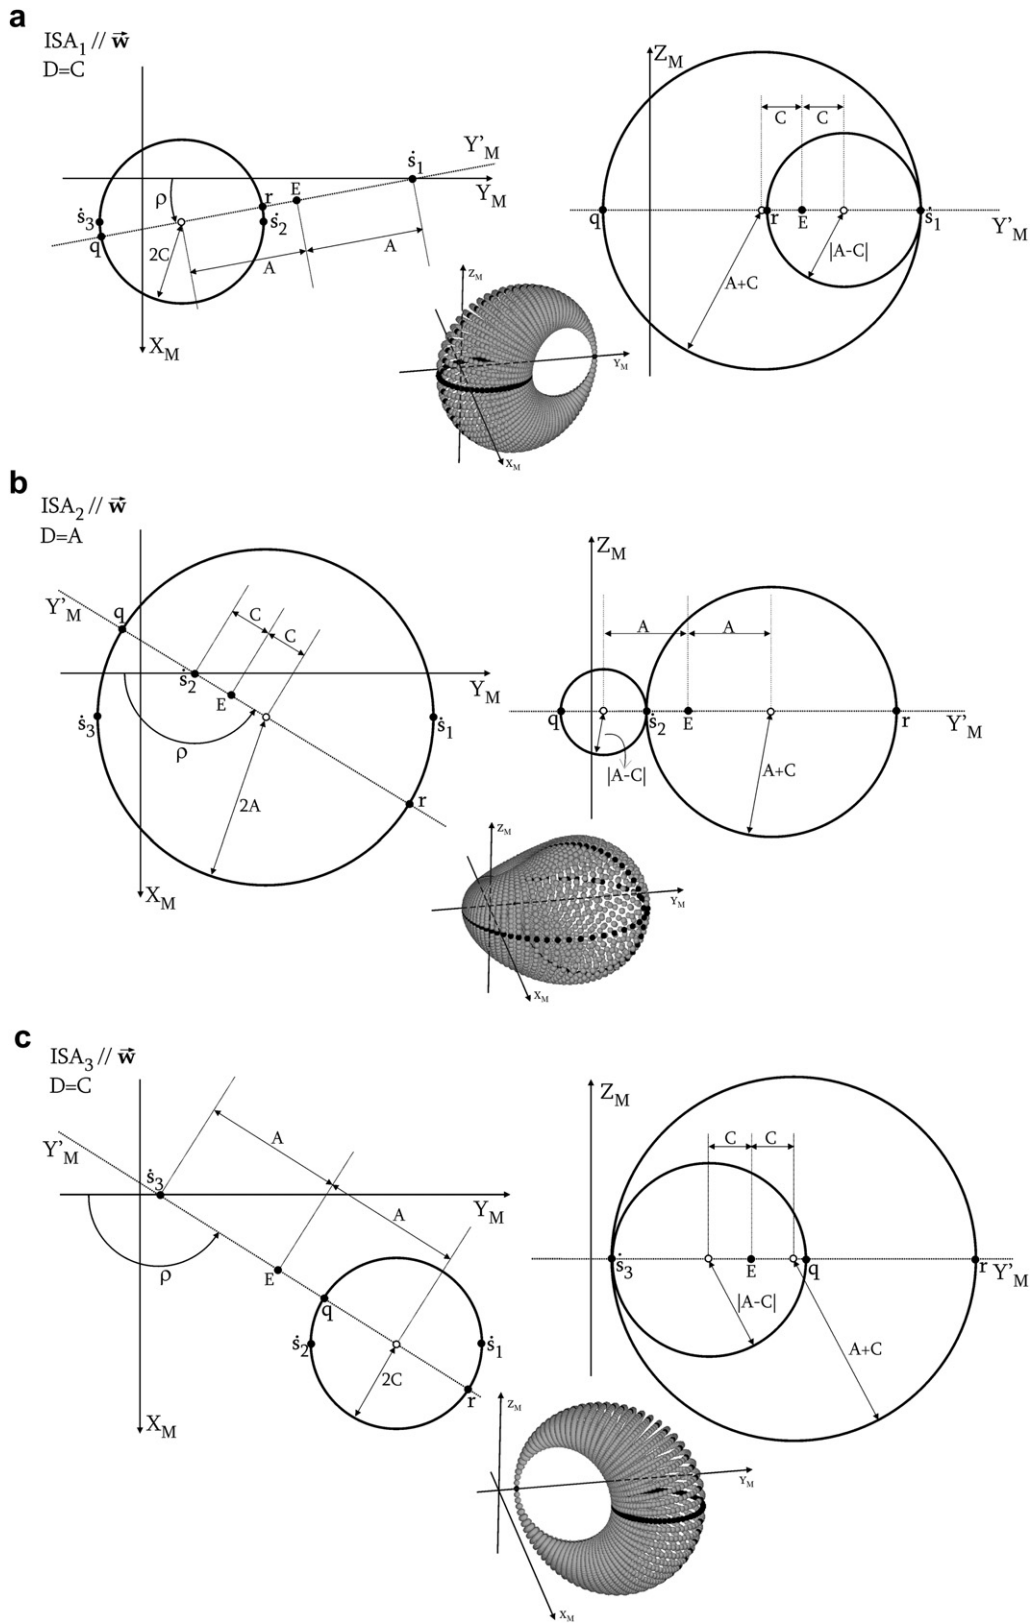 a
ISA₁ // w⃗
D=C
Y'M
ṡ₁
YM
E
r
ρ
ṡ₃
ṡ₂
q
2C
A
A
XM
ZM
C
C
q
r
E
ṡ₁
Y'M
|A-C|
A+C
ZM
YM
XM
b
ISA₂ // w⃗
D=A
Y'M
q
C
C
ṡ₂
YM
E
ṡ₃
ṡ₁
ρ
2A
r
XM
ZM
A
A
q
ṡ₂
E
r
Y'M
|A-C|
A+C
ZM
YM
XM
c
ISA₃ // w⃗
D=C
Y'M
A
ṡ₃
YM
A
ρ
E
q
ṡ₂
ṡ₁
2C
r
XM
ZM
C
C
ṡ₃
E
q
r
Y'M
|A-C|
A+C
ZM
YM
XM